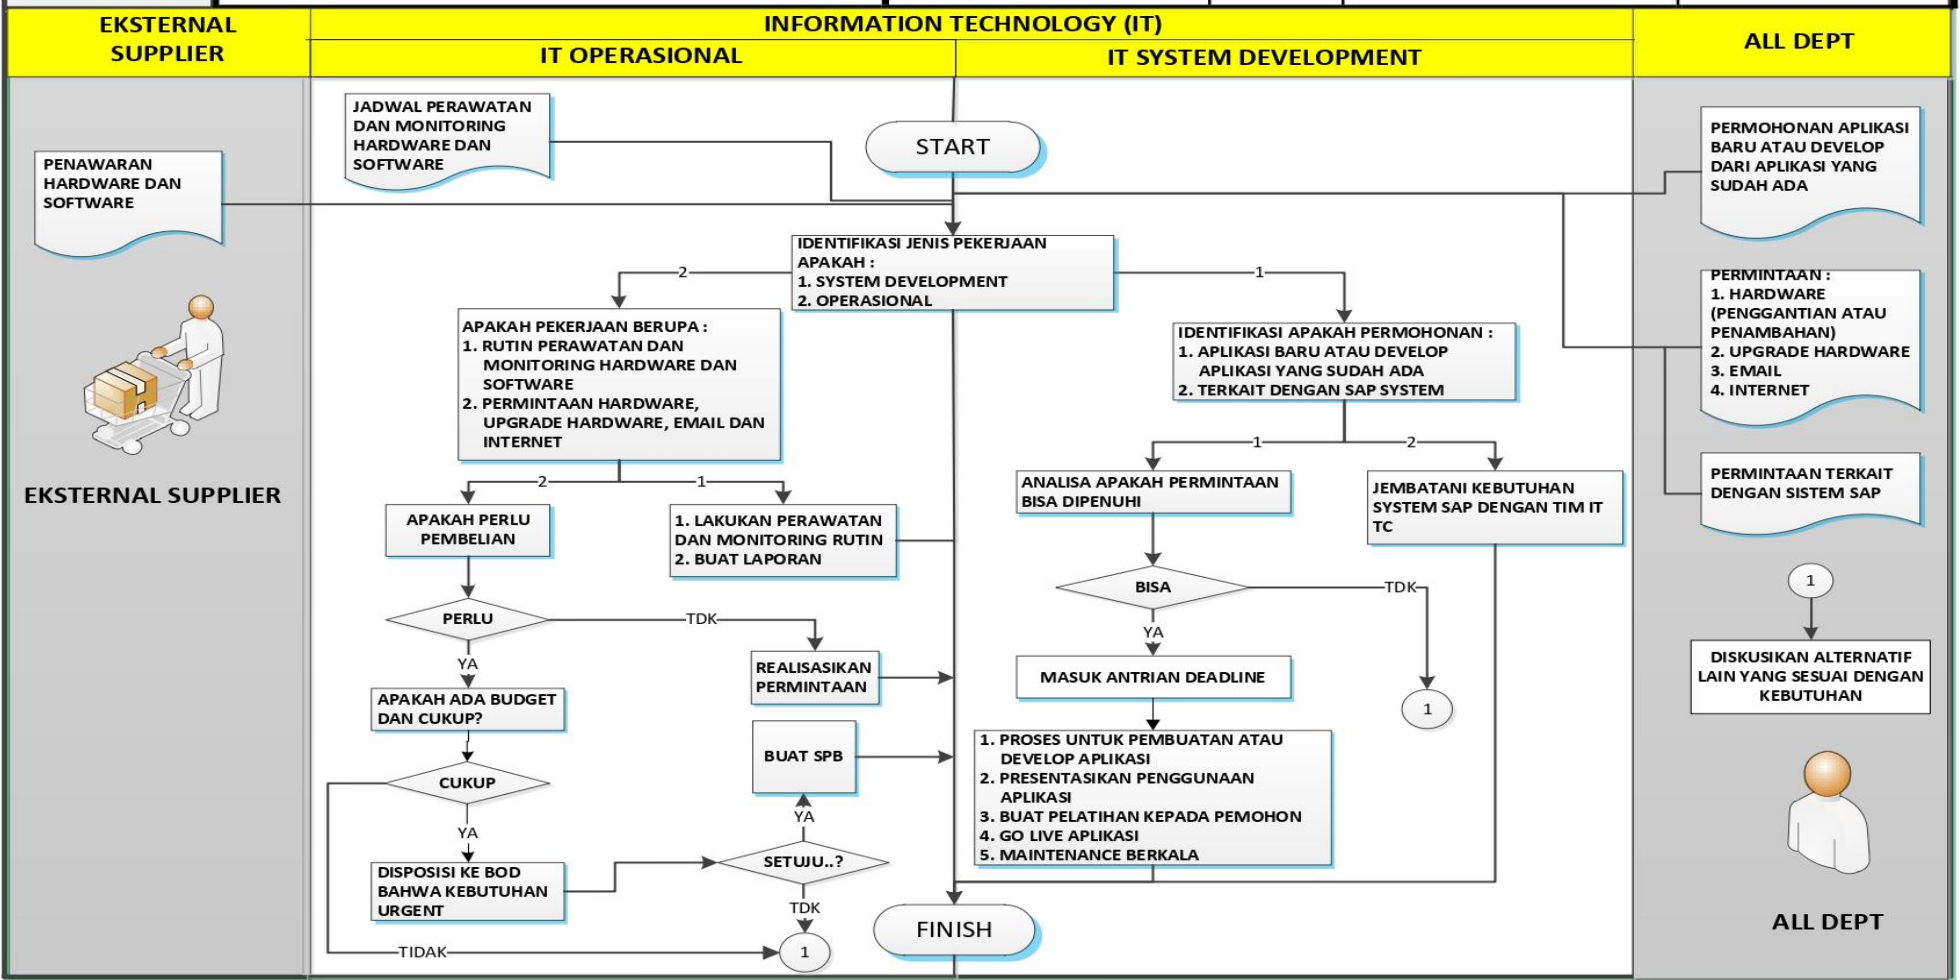 EKSTERNAL
SUPPLIER
INFORMATION TECHNOLOGY (IT)
IT OPERASIONAL
IT SYSTEM DEVELOPMENT
ALL DEPT
PENAWARAN
HARDWARE DAN
SOFTWARE
EKSTERNAL SUPPLIER
JADWAL PERAWATAN
DAN MONITORING
HARDWARE DAN
SOFTWARE
START
IDENTIFIKASI JENIS PEKERJAAN
APAKAH :
1. SYSTEM DEVELOPMENT
2. OPERASIONAL
2
1
APAKAH PEKERJAAN BERUPA :
1. RUTIN PERAWATAN DAN
MONITORING HARDWARE DAN
SOFTWARE
2. PERMINTAAN HARDWARE,
UPGRADE HARDWARE, EMAIL DAN
INTERNET
2
1
APAKAH PERLU
PEMBELIAN
1. LAKUKAN PERAWATAN
DAN MONITORING RUTIN
2. BUAT LAPORAN
PERLU
TDK
YA
REALISASIKAN
PERMINTAAN
APAKAH ADA BUDGET
DAN CUKUP?
BUAT SPB
CUKUP
YA
YA
DISPOSISI KE BOD
BAHWA KEBUTUHAN
URGENT
SETUJU..?
TDK
TIDAK
1
IDENTIFIKASI APAKAH PERMOHONAN :
1. APLIKASI BARU ATAU DEVELOP
APLIKASI YANG SUDAH ADA
2. TERKAIT DENGAN SAP SYSTEM
1
2
ANALISA APAKAH PERMINTAAN
BISA DIPENUHI
JEMBATANI KEBUTUHAN
SYSTEM SAP DENGAN TIM IT
TC
BISA
TDK
YA
MASUK ANTRIAN DEADLINE
1
1. PROSES UNTUK PEMBUATAN ATAU
DEVELOP APLIKASI
2. PRESENTASIKAN PENGGUNAAN
APLIKASI
3. BUAT PELATIHAN KEPADA PEMOHON
4. GO LIVE APLIKASI
5. MAINTENANCE BERKALA
FINISH
PERMOHONAN APLIKASI
BARU ATAU DEVELOP
DARI APLIKASI YANG
SUDAH ADA
PERMINTAAN :
1. HARDWARE
(PENGGANTIAN ATAU
PENAMBAHAN)
2. UPGRADE HARDWARE
3. EMAIL
4. INTERNET
PERMINTAAN TERKAIT
DENGAN SISTEM SAP
1
DISKUSIKAN ALTERNATIF
LAIN YANG SESUAI DENGAN
KEBUTUHAN
ALL DEPT